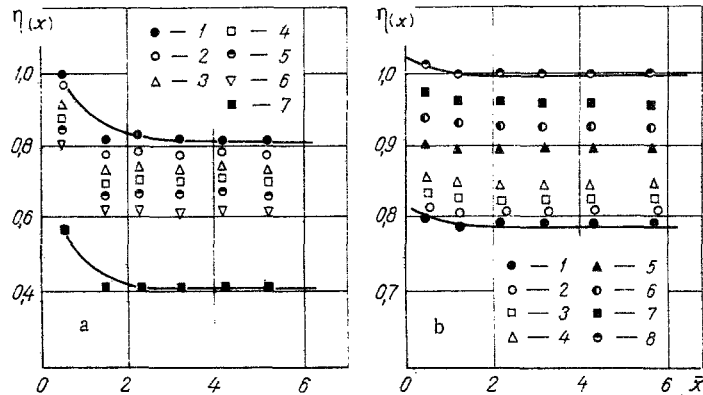 η(x)
1,0
0,8
0,6
0,4
a
0 2 4 6
● — 1
○ — 2
△ — 3
□ — 4
◒ — 5
▽ — 6
■ — 7
η(x)
1,0
0,9
0,8
0,7
b
0 2 4 6 x̄
● — 1
○ — 2
□ — 3
△ — 4
▲ — 5
◐ — 6
■ — 7
◓ — 8